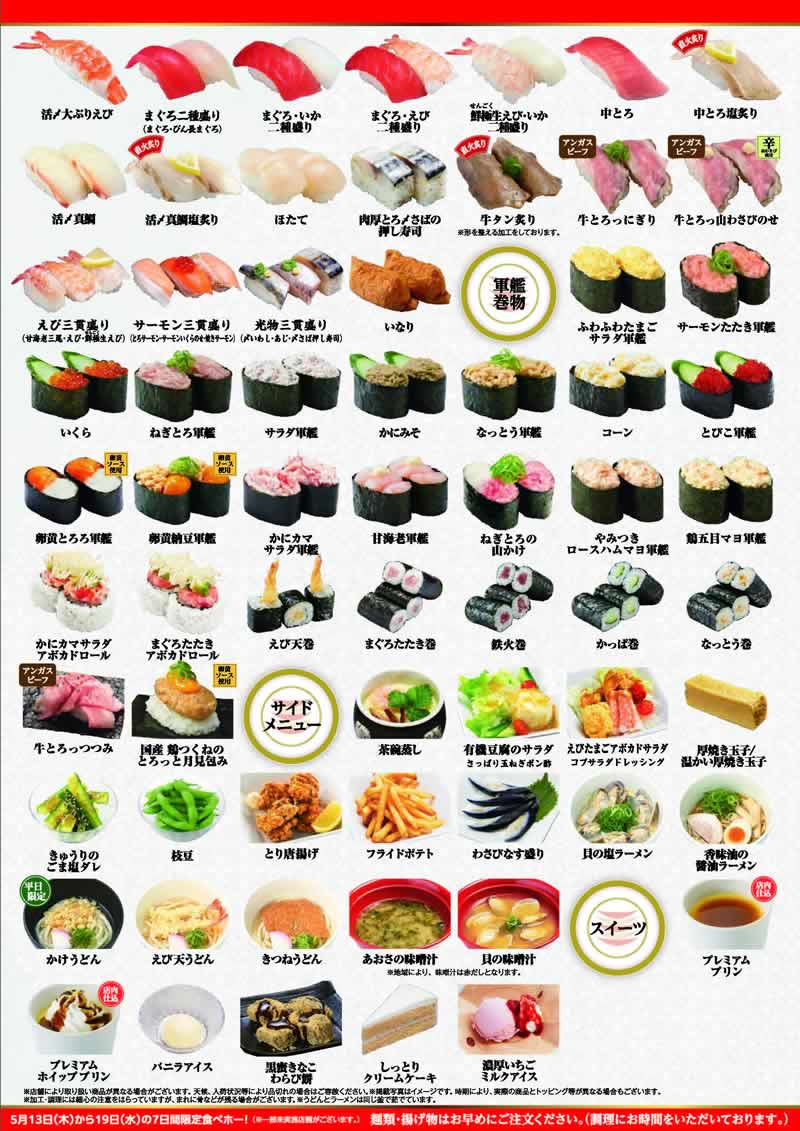 活〆大ぶりえび
まぐろ二種盛り
(まぐろ・びん長まぐろ)
まぐろ・いか
二種盛り
まぐろ・えび
二種盛り
せんごく
鮮極生えび・いか
二種盛り
中とろ
直火炙り
中とろ塩炙り
活〆真鯛
直火炙り
活〆真鯛塩炙り
ほたて
肉厚とろ〆さばの
押し寿司
直火炙り
牛タン炙り
※形を整える加工をしております。
アンガス
ビーフ
牛とろっにぎり
アンガス
ビーフ
辛
牛とろっ山わさびのせ
えび三貫盛り
(甘海老三尾・えび・鮮極生えび)
サーモン三貫盛り
光物三貫盛り
(〆いわし・あじ・〆さば押し寿司)
いなり
軍艦
巻物
ふわふわたまご
サラダ軍艦
サーモンたたき軍艦
いくら
ねぎとろ軍艦
サラダ軍艦
かにみそ
なっとう軍艦
コーン
とびこ軍艦
卵黄
ソース
使用
卵黄とろろ軍艦
卵黄
ソース
使用
卵黄納豆軍艦
かにカマ
サラダ軍艦
甘海老軍艦
ねぎとろの
山かけ
やみつき
ロースハムマヨ軍艦
鶏五目マヨ軍艦
かにカマサラダ
アボカドロール
まぐろたたき
アボカドロール
えび天巻
まぐろたたき巻
鉄火巻
かっぱ巻
なっとう巻
アンガス
ビーフ
牛とろっつつみ
卵黄
ソース
使用
国産 鶏つくねの
とろっと月見包み
サイド
メニュー
茶碗蒸し
有機豆腐のサラダ
さっぱり玉ねぎポン酢
えびたまごアボカドサラダ
コブサラダドレッシング
厚焼き玉子/
温かい厚焼き玉子
きゅうりの
ごま塩ダレ
枝豆
とり唐揚げ
フライドポテト
わさびなす盛り
貝の塩ラーメン
香味油の
醤油ラーメン
平日
限定
かけうどん
えび天うどん
きつねうどん
あおさの味噌汁
貝の味噌汁
※地域により、味噌汁は赤だしとなります。
スイーツ
店内
仕込
プレミアム
プリン
店内
仕込
プレミアム
ホイッププリン
バニラアイス
黒蜜きなこ
わらび餅
しっとり
クリームケーキ
濃厚いちご
ミルクアイス
※店舗により取り扱い商品が異なる場合がございます。天候、入荷状況等により品切れの場合はご容赦ください。※掲載写真はイメージです。時期により、実際の商品とトッピング等が異なる場合もございます。
※加工・調理には細心の注意をはらっていますが、まれに骨などが残る場合がございます。※うどんとラーメンは同じ釜で茹でています。
5月13日(木)から19日(水)の7日間限定食べホー! (※一部未実施店舗がございます。) 麺類・揚げ物はお早めにご注文ください。(調理にお時間をいただいております。)